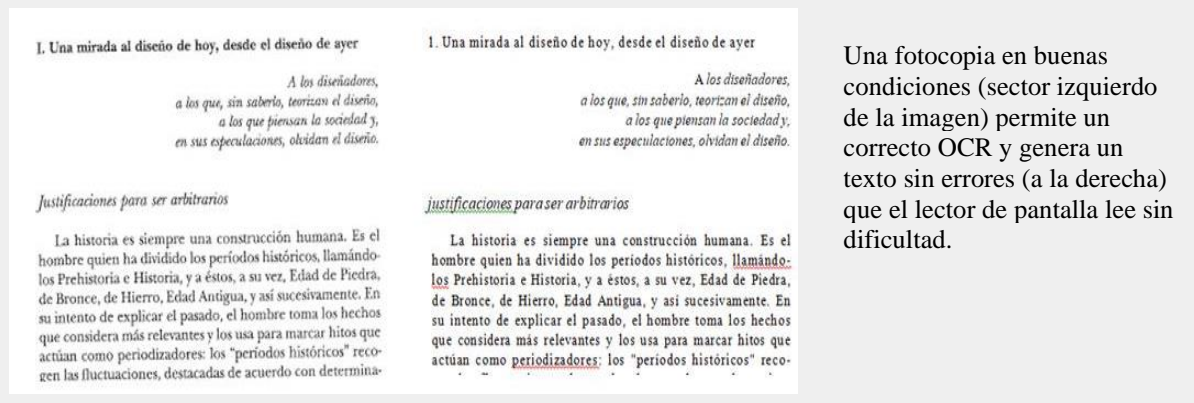 I. Una mirada al diseño de hoy, desde el diseño de ayer
A los diseñadores,
a los que, sin saberlo, teorizan el diseño,
a los que piensan la sociedad y,
en sus especulaciones, olvidan el diseño.
Justificaciones para ser arbitrarios
La historia es siempre una construcción humana. Es el
hombre quien ha dividido los períodos históricos, llamándo-
los Prehistoria e Historia, y a éstos, a su vez, Edad de Piedra,
de Bronce, de Hierro, Edad Antigua, y así sucesivamente. En
su intento de explicar el pasado, el hombre toma los hechos
que considera más relevantes y los usa para marcar hitos que
actúan como periodizadores: los "períodos históricos" reco-
gen las fluctuaciones, destacadas de acuerdo con determina-
1. Una mirada al diseño de hoy, desde el diseño de ayer
A los diseñadores,
a los que, sin saberlo, teorizan el diseño,
a los que piensan la sociedad y,
en sus especulaciones, olvidan el diseño.
justificaciones para ser arbitrarios
La historia es siempre una construcción humana. Es el
hombre quien ha dividido los períodos históricos, llamándo-
los Prehistoria e Historia, y a éstos, a su vez, Edad de Piedra,
de Bronce, de Hierro, Edad Antigua, y así sucesivamente. En
su intento de explicar el pasado, el hombre toma los hechos
que considera más relevantes y los usa para marcar hitos que
actúan como periodizadores: los "períodos históricos" reco-
Una fotocopia en buenas
condiciones (sector izquierdo
de la imagen) permite un
correcto OCR y genera un
texto sin errores (a la derecha)
que el lector de pantalla lee sin
dificultad.